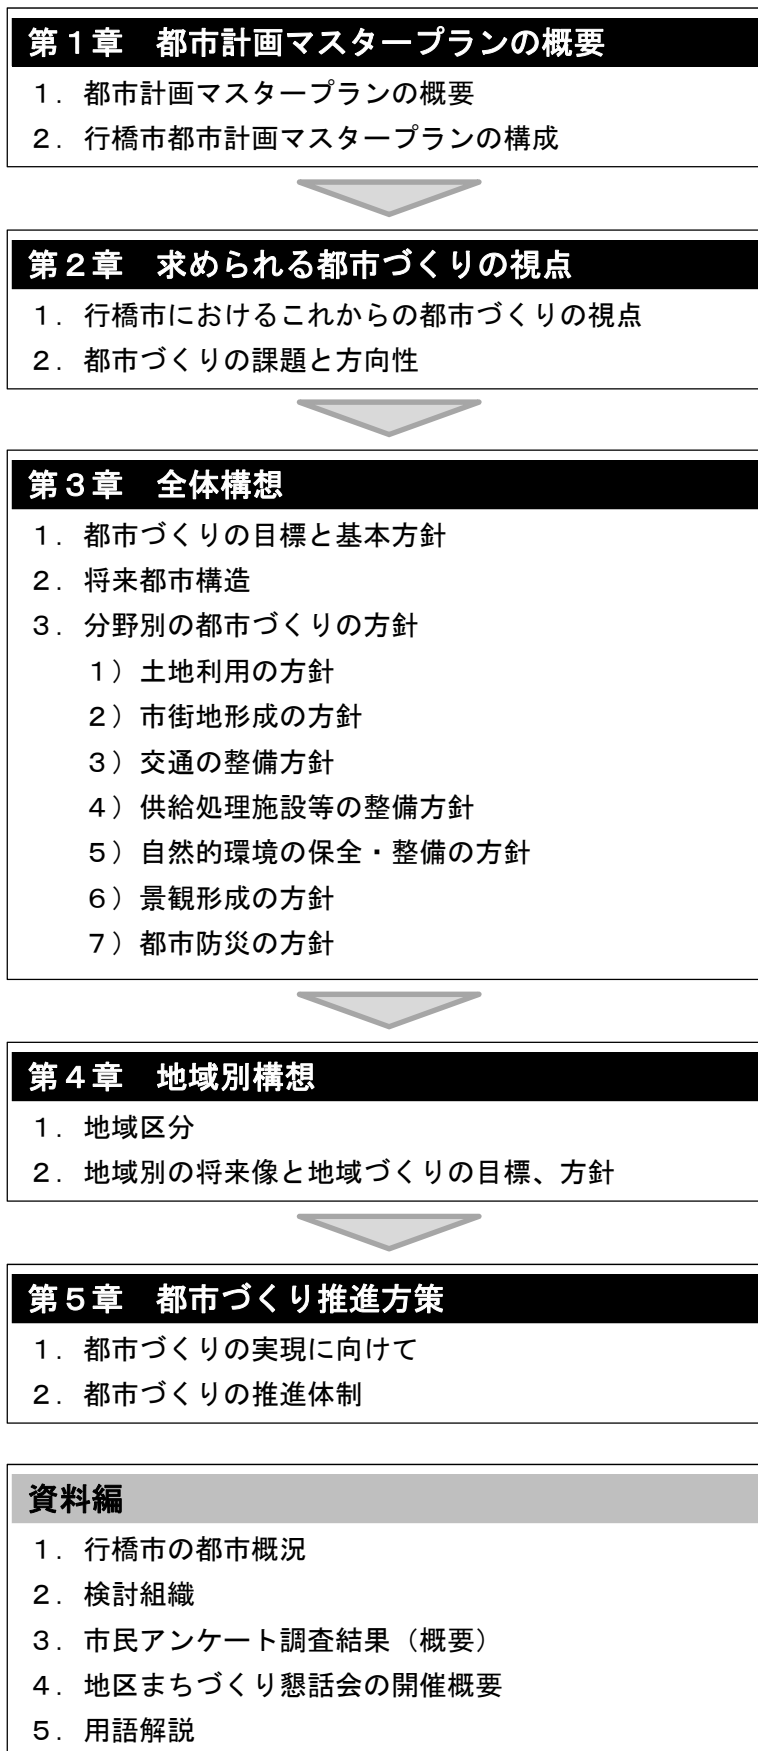 第１章　都市計画マスタープランの概要
１．都市計画マスタープランの概要
２．行橋市都市計画マスタープランの構成
第２章　求められる都市づくりの視点
１．行橋市におけるこれからの都市づくりの視点
２．都市づくりの課題と方向性
第３章　全体構想
１．都市づくりの目標と基本方針
２．将来都市構造
３．分野別の都市づくりの方針
１）土地利用の方針
２）市街地形成の方針
３）交通の整備方針
４）供給処理施設等の整備方針
５）自然的環境の保全・整備の方針
６）景観形成の方針
７）都市防災の方針
第４章　地域別構想
１．地域区分
２．地域別の将来像と地域づくりの目標、方針
第５章　都市づくり推進方策
１．都市づくりの実現に向けて
２．都市づくりの推進体制
資料編
１．行橋市の都市概況
２．検討組織
３．市民アンケート調査結果（概要）
４．地区まちづくり懇話会の開催概要
５．用語解説